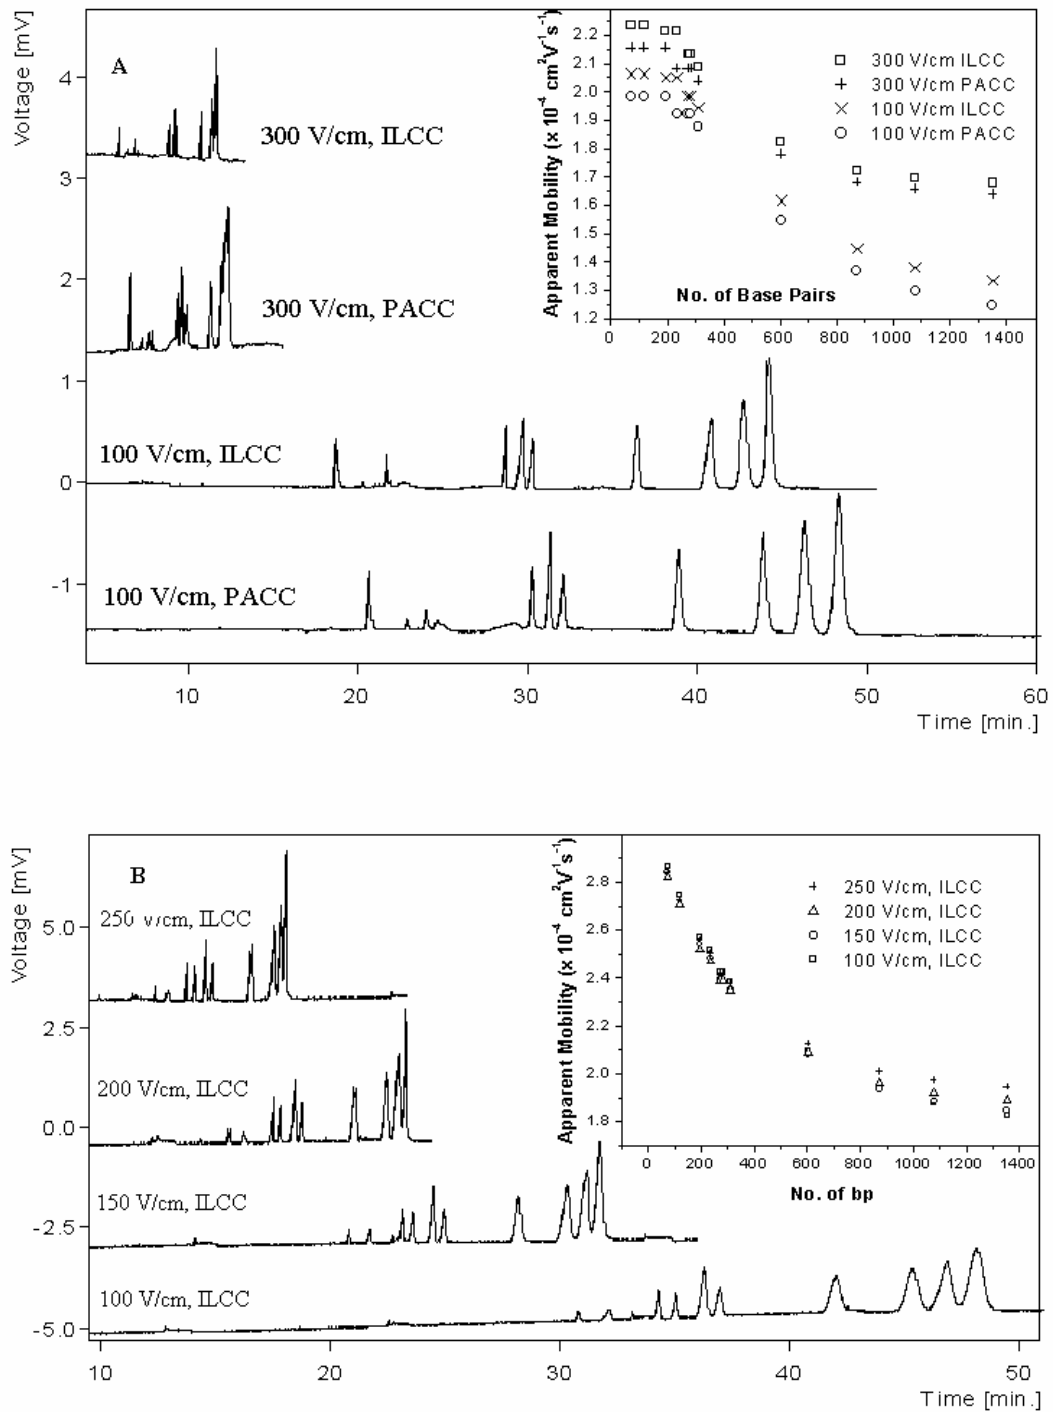 Voltage [mV]
A
4
3
2
1
0
-1
300 V/cm, ILCC
300 V/cm, PACC
100 V/cm, ILCC
100 V/cm, PACC
10 20 30 40 50 60
Time [min.]
Apparent Mobility (x 10⁻⁴ cm²V⁻¹s⁻¹)
2.2
2.1
2.0
1.9
1.8
1.7
1.6
1.5
1.4
1.3
1.2
300 V/cm ILCC
300 V/cm PACC
100 V/cm ILCC
100 V/cm PACC
No. of Base Pairs
0 200 400 600 800 1000 1200 1400
Voltage [mV]
B
5.0
2.5
0.0
-2.5
-5.0
250 V/cm, ILCC
200 V/cm, ILCC
150 V/cm, ILCC
100 V/cm, ILCC
10 20 30 40 50
Time [min.]
Apparent Mobility (x 10⁻⁴ cm²V⁻¹s⁻¹)
2.8
2.6
2.4
2.2
2.0
1.8
250 V/cm, ILCC
200 V/cm, ILCC
150 V/cm, ILCC
100 V/cm, ILCC
0 200 400 600 800 1000 1200 1400
No. of bp